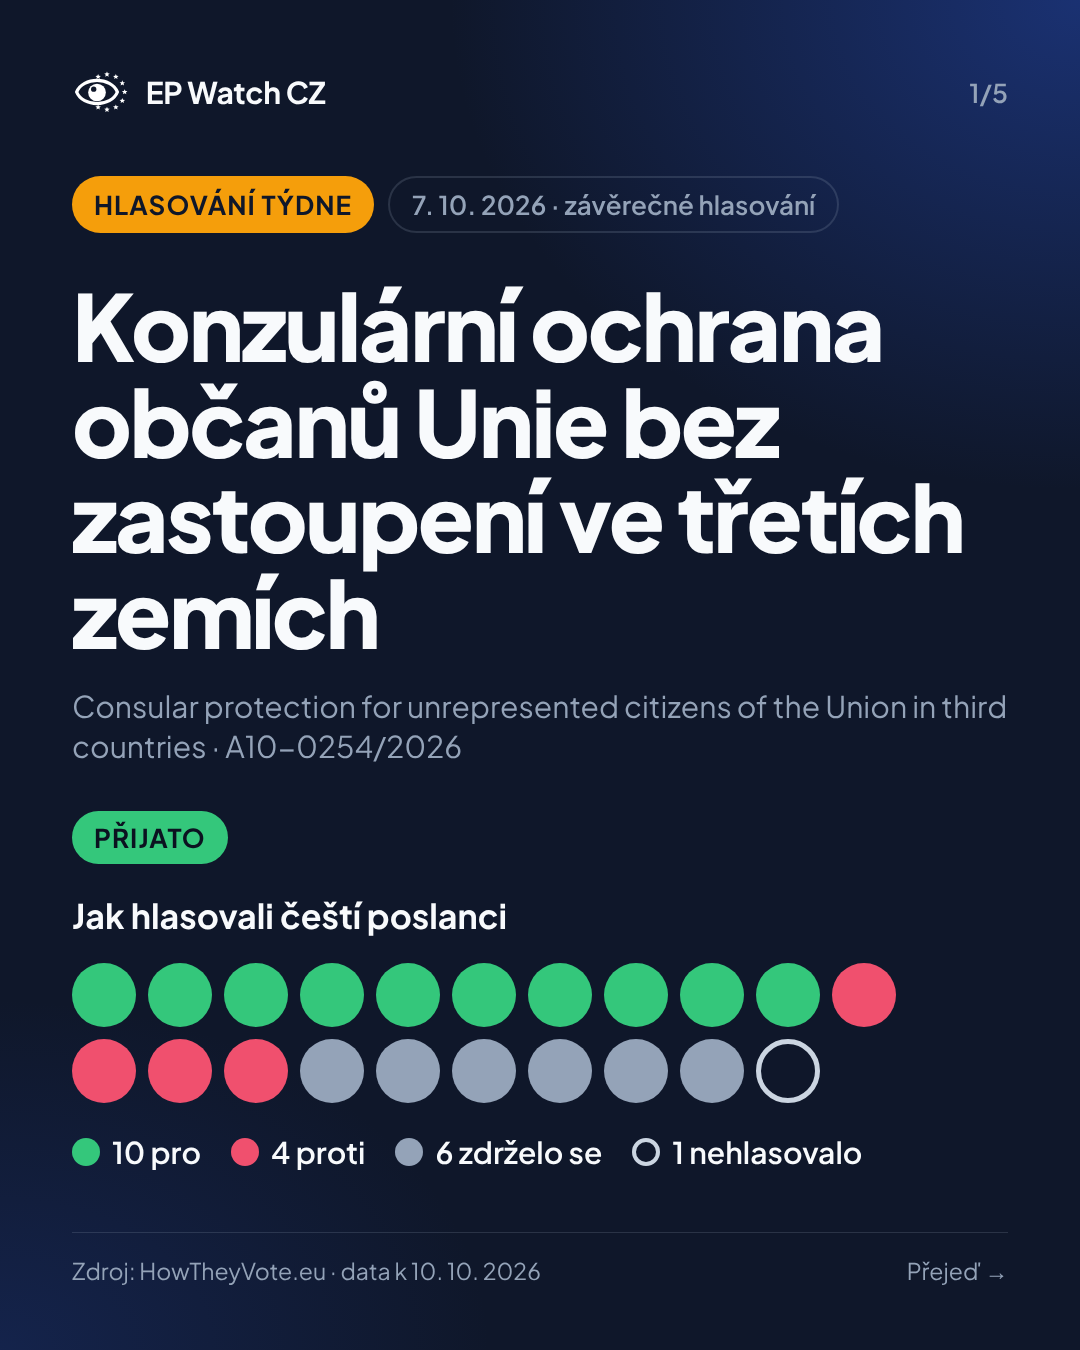 EP Watch CZ
1/5
HLASOVÁNÍ TÝDNE
7. 10. 2026 · závěrečné hlasování
Konzulární ochrana
občanů Unie bez
zastoupení ve třetích
zemích
Consular protection for unrepresented citizens of the Union in third
countries · A10-0254/2026
PŘIJATO
Jak hlasovali čeští poslanci
10 pro
4 proti
6 zdrželo se
1 nehlasovalo
Zdroj: HowTheyVote.eu · data k 10. 10. 2026
Přejeď →